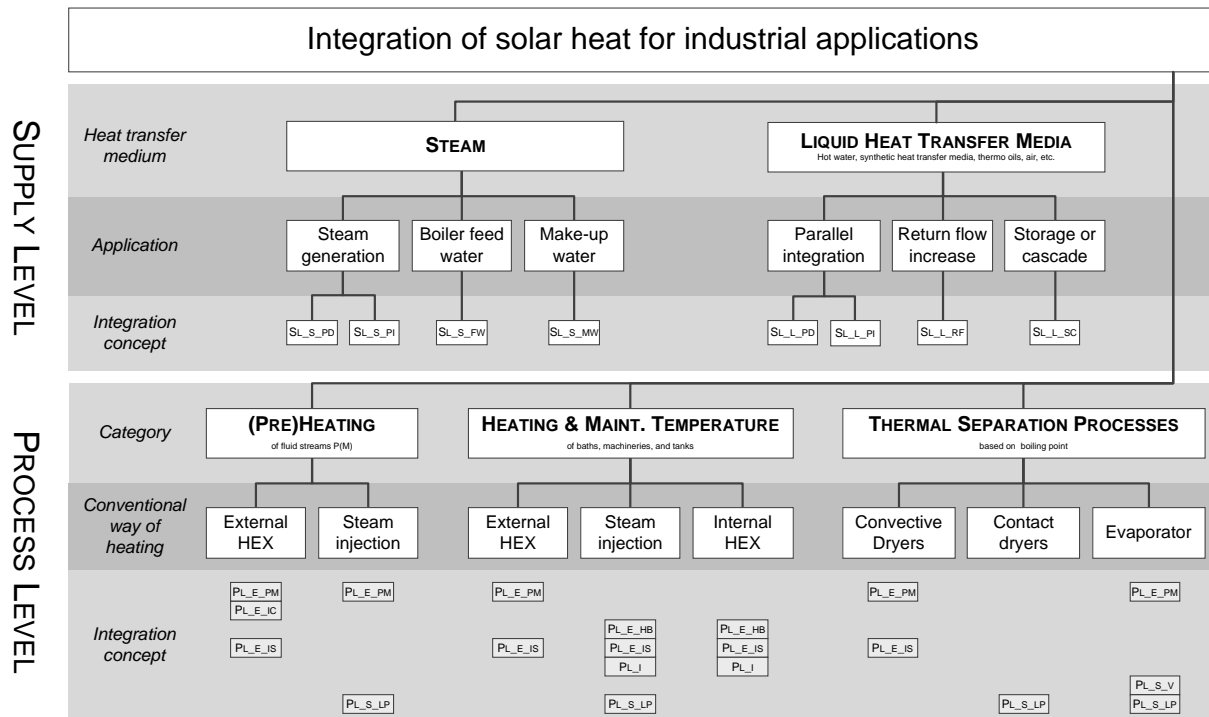 Integration of solar heat for industrial applications
SUPPLY LEVEL
Heat transfer
medium
STEAM
LIQUID HEAT TRANSFER MEDIA
Hot water, synthetic heat transfer media, thermo oils, air, etc.
Application
Steam
generation
Boiler feed
water
Make-up
water
Parallel
integration
Return flow
increase
Storage or
cascade
Integration
concept
SL_S_PD
SL_S_PI
SL_S_FW
SL_S_MW
SL_L_PD
SL_L_PI
SL_L_RF
SL_L_SC
PROCESS LEVEL
Category
(PRE)HEATING
of fluid streams P(M)
HEATING & MAINT. TEMPERATURE
of baths, machineries, and tanks
THERMAL SEPARATION PROCESSES
based on boiling point
Conventional
way of
heating
External
HEX
Steam
injection
External
HEX
Steam
injection
Internal
HEX
Convective
Dryers
Contact
dryers
Evaporator
Integration
concept
PL_E_PM
PL_E_IC
PL_E_IS
PL_E_PM
PL_S_LP
PL_E_PM
PL_E_IS
PL_E_HB
PL_E_IS
PL_I
PL_S_LP
PL_E_HB
PL_E_IS
PL_I
PL_E_PM
PL_E_IS
PL_S_LP
PL_E_PM
PL_S_V
PL_S_LP